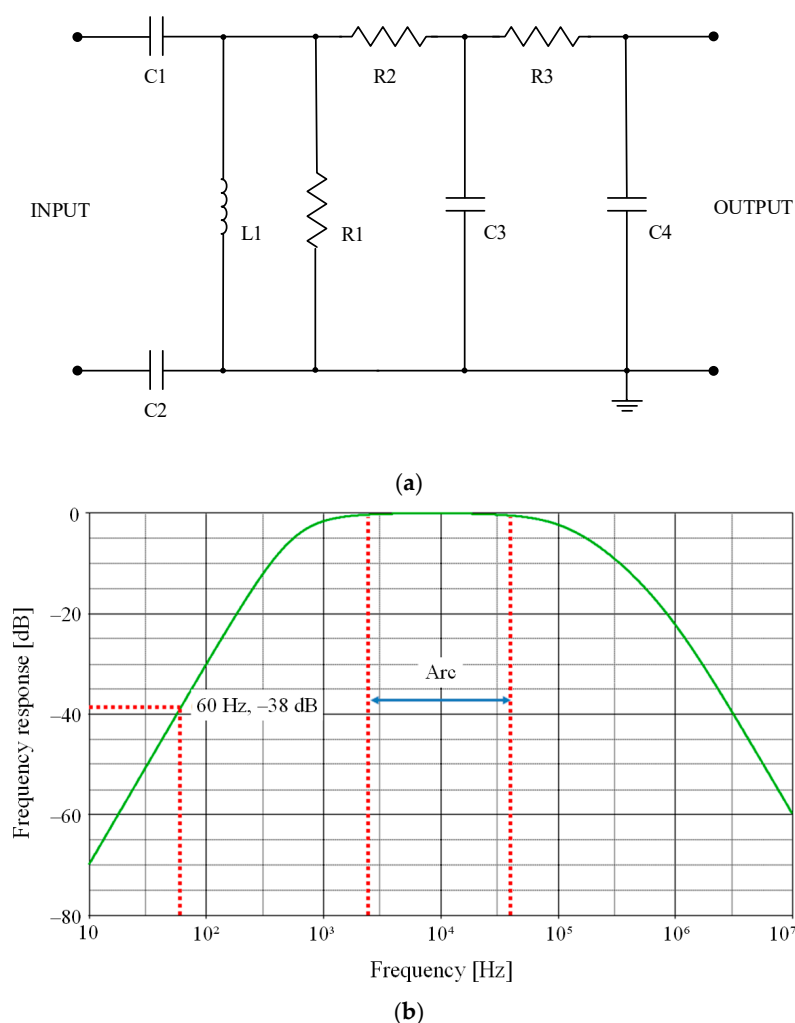 C1
R2
R3
INPUT
L1
R1
C3
C4
OUTPUT
C2
(a)
Frequency response [dB]
0
−20
−40
−60
−80
Arc
60 Hz, −38 dB
10
10²
10³
10⁴
10⁵
10⁶
10⁷
Frequency [Hz]
(b)